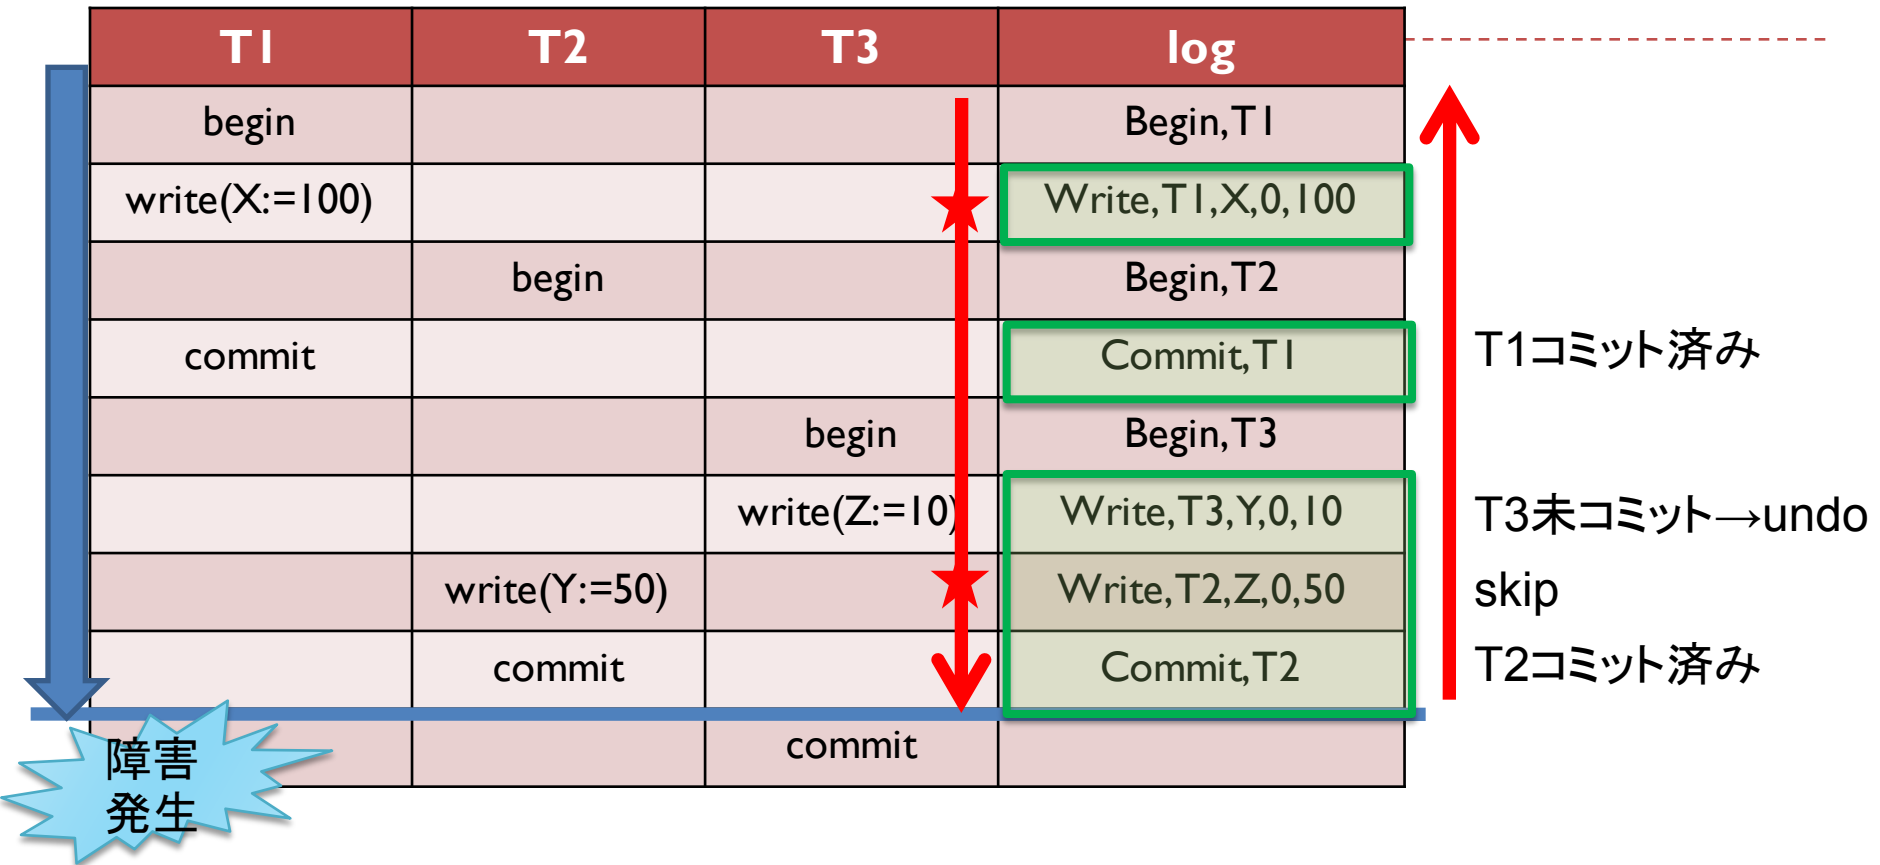 T1 T2 T3 log
begin Begin,T1
write(X:=100) Write,T1,X,0,100
begin Begin,T2
commit Commit,T1 T1コミット済み
begin Begin,T3
write(Z:=10) Write,T3,Y,0,10 T3未コミット→undo
write(Y:=50) Write,T2,Z,0,50 skip
commit Commit,T2 T2コミット済み
commit
障害
発生